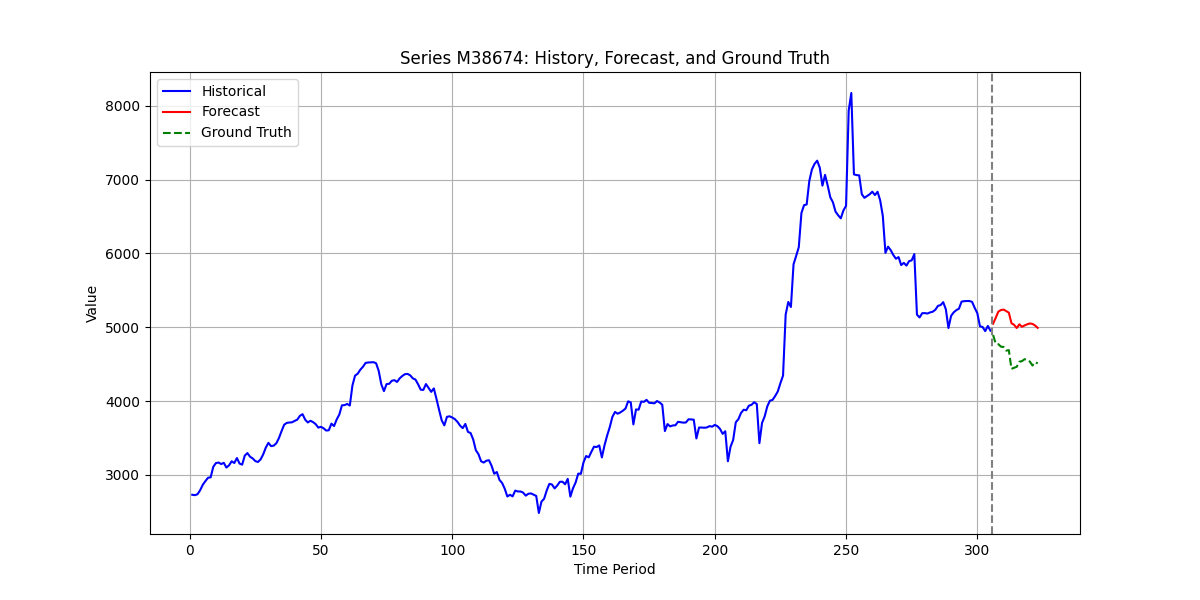 Series M38674: History, Forecast, and Ground Truth
Historical
Forecast
Ground Truth
8000
7000
6000
5000
4000
3000
Value
0 50 100 150 200 250 300
Time Period